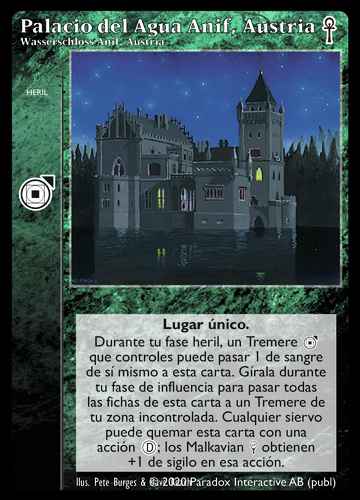 Palacio del Agua Anif, Austria
Wasserschloss Anif, Austria
HERIL
Lugar único.
Durante tu fase heril, un Tremere
que controles puede pasar 1 de sangre
de sí mismo a esta carta. Gírala durante
tu fase de influencia para pasar todas
las fichas de esta carta a un Tremere de
tu zona incontrolada. Cualquier siervo
puede quemar esta carta con una
acción Ⓓ; los Malkavian obtienen
+1 de sigilo en esa acción.
Ilus. Pete Burges & © 2020 Paradox Interactive AB (publ)